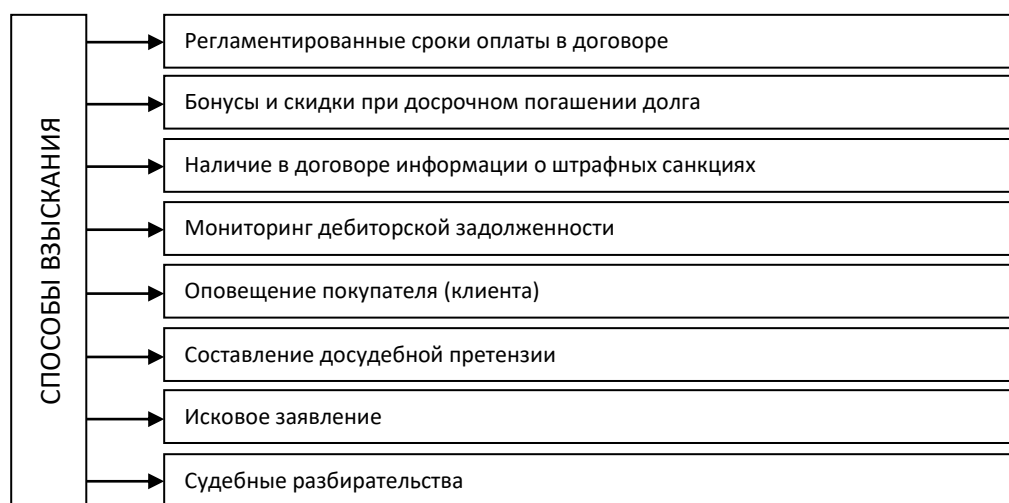 СПОСОБЫ ВЗЫСКАНИЯ
Регламентированные сроки оплаты в договоре
Бонусы и скидки при досрочном погашении долга
Наличие в договоре информации о штрафных санкциях
Мониторинг дебиторской задолженности
Оповещение покупателя (клиента)
Составление досудебной претензии
Исковое заявление
Судебные разбирательства